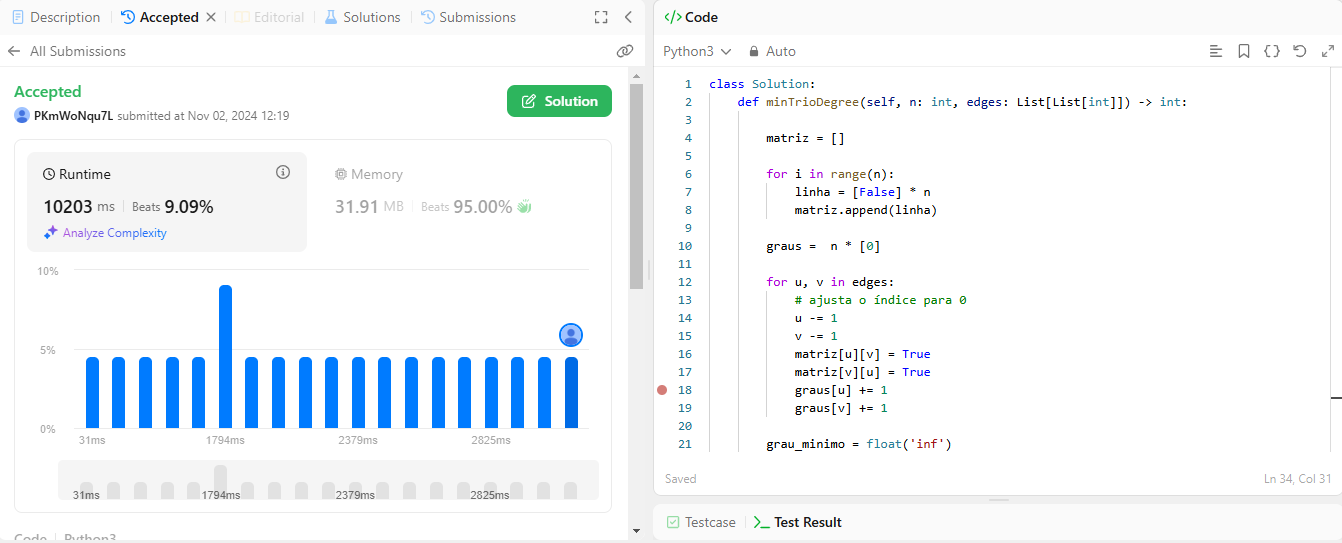 Description
Accepted
Editorial
Solutions
Submissions
All Submissions
Accepted
PKmWoNqu7L submitted at Nov 02, 2024 12:19
Solution
Runtime
10203 ms
Beats 9.09%
Analyze Complexity
Memory
31.91 MB
Beats 95.00%
10%
5%
0%
31ms
1794ms
2379ms
2825ms
31ms
1794ms
2379ms
2825ms
Code
Python3
</> Code
Python3
Auto
1 class Solution:
2     def minTrioDegree(self, n: int, edges: List[List[int]]) -> int:
3
4         matriz = []
5
6         for i in range(n):
7             linha = [False] * n
8             matriz.append(linha)
9
10         graus =  n * [0]
11
12         for u, v in edges:
13             # ajusta o índice para 0
14             u -= 1
15             v -= 1
16             matriz[u][v] = True
17             matriz[v][u] = True
18             graus[u] += 1
19             graus[v] += 1
20
21         grau_minimo = float('inf')
Saved
Ln 34, Col 31
Testcase
Test Result